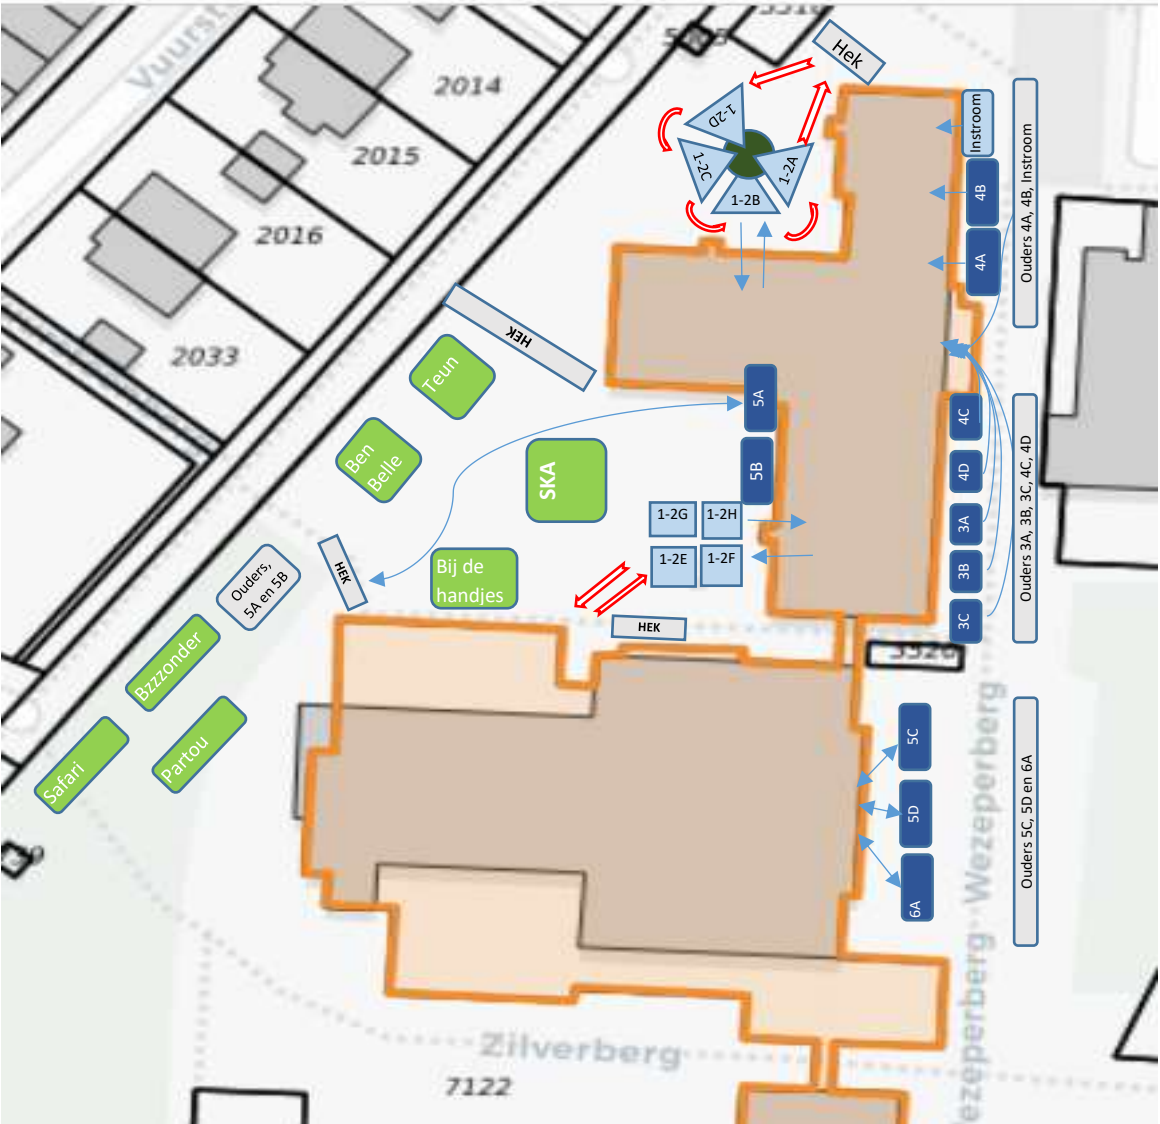 Vuurst
2014
2015
2016
2033
Hek
1-2D
1-2C
1-2A
1-2B
Instroom
4B
4A
Ouders 4A, 4B, Instroom
HEK
Teun
Ben
Belle
SKA
5A
5B
1-2G
1-2H
1-2E
1-2F
4C
4D
3A
3B
3C
Ouders 3A, 3B, 3C, 4C, 4D
HEK
Bij de
handjes
HEK
Ouders,
5A en 5B
Bzzzonder
Partou
Safari
5C
5D
6A
Ouders 5C, 5D en 6A
Wezeperberg
ezeperberg
Zilverberg
7122